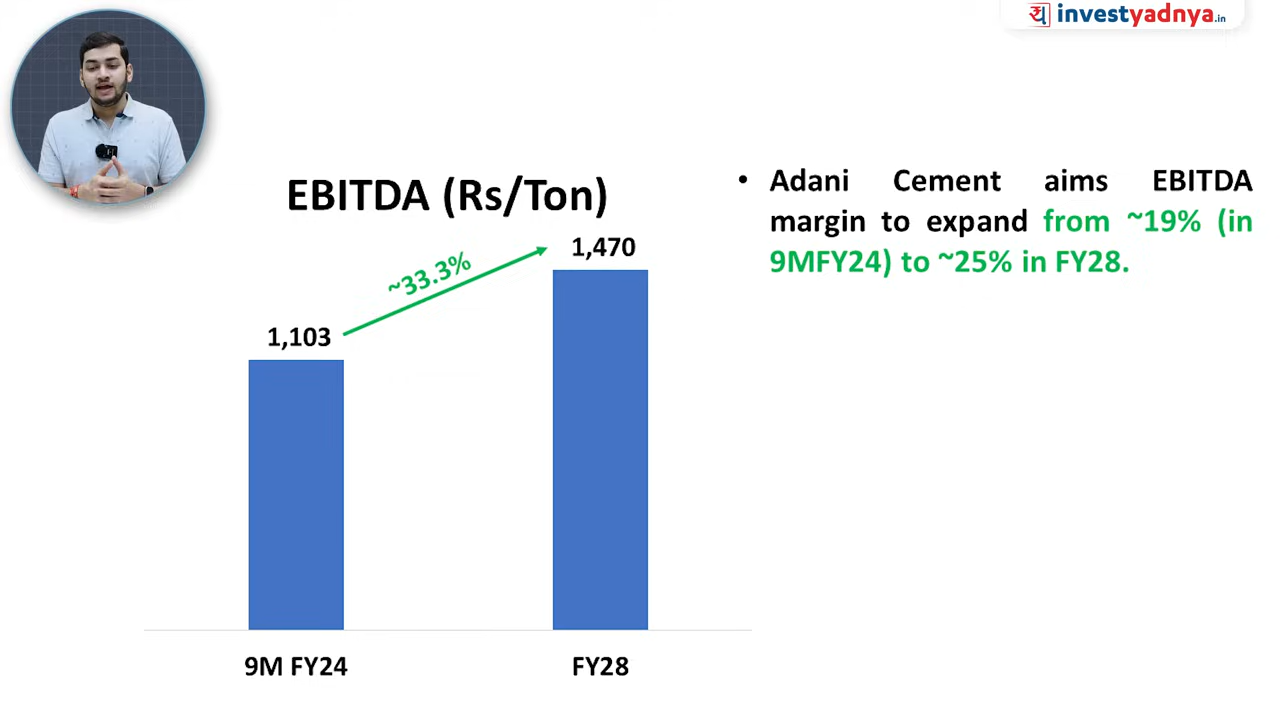 investyadnya.in
EBITDA (Rs/Ton)
1,470
~33.3%
1,103
9M FY24
FY28
• Adani Cement aims EBITDA
margin to expand from ~19% (in
9MFY24) to ~25% in FY28.